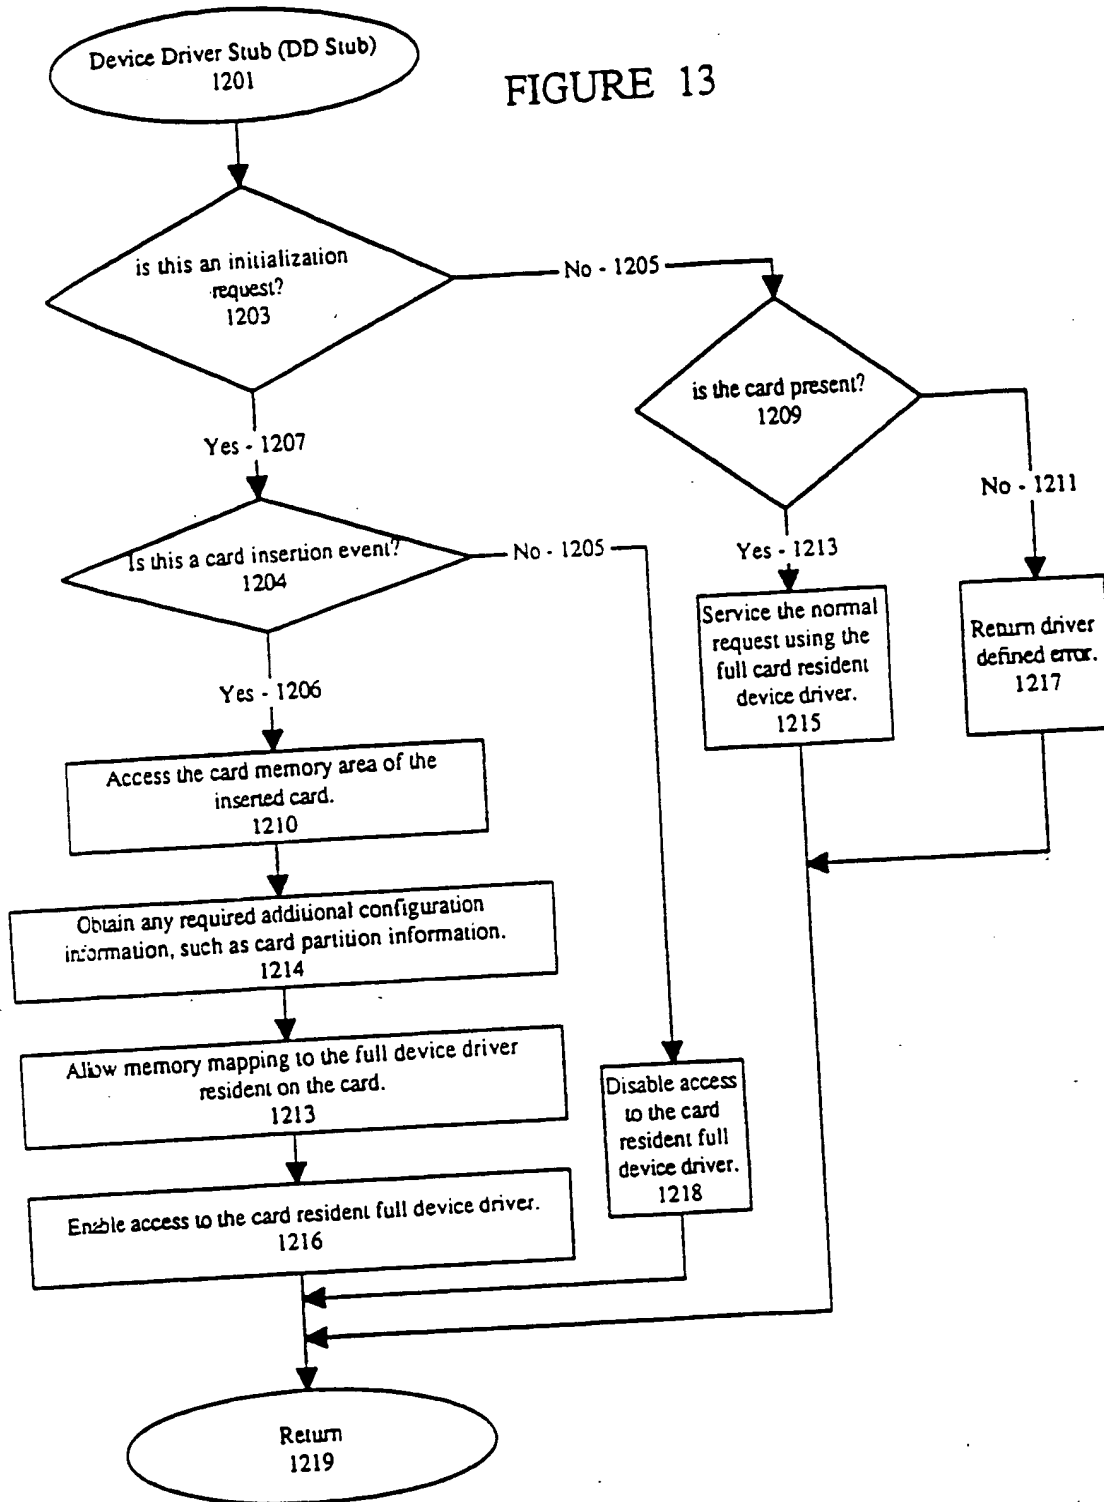 Device Driver Stub (DD Stub)
1201
FIGURE 13
is this an initialization
request?
1203
No - 1205
is the card present?
1209
Yes - 1207
No - 1211
Is this a card insertion event?
1204
No - 1205
Yes - 1213
Service the normal
request using the
full card resident
device driver.
1215
Return driver
defined error.
1217
Yes - 1206
Access the card memory area of the
inserted card.
1210
Obtain any required additional configuration
information, such as card partition information.
1214
Allow memory mapping to the full device driver
resident on the card.
1213
Disable access
to the card
resident full
device driver.
1218
Enable access to the card resident full device driver.
1216
Return
1219